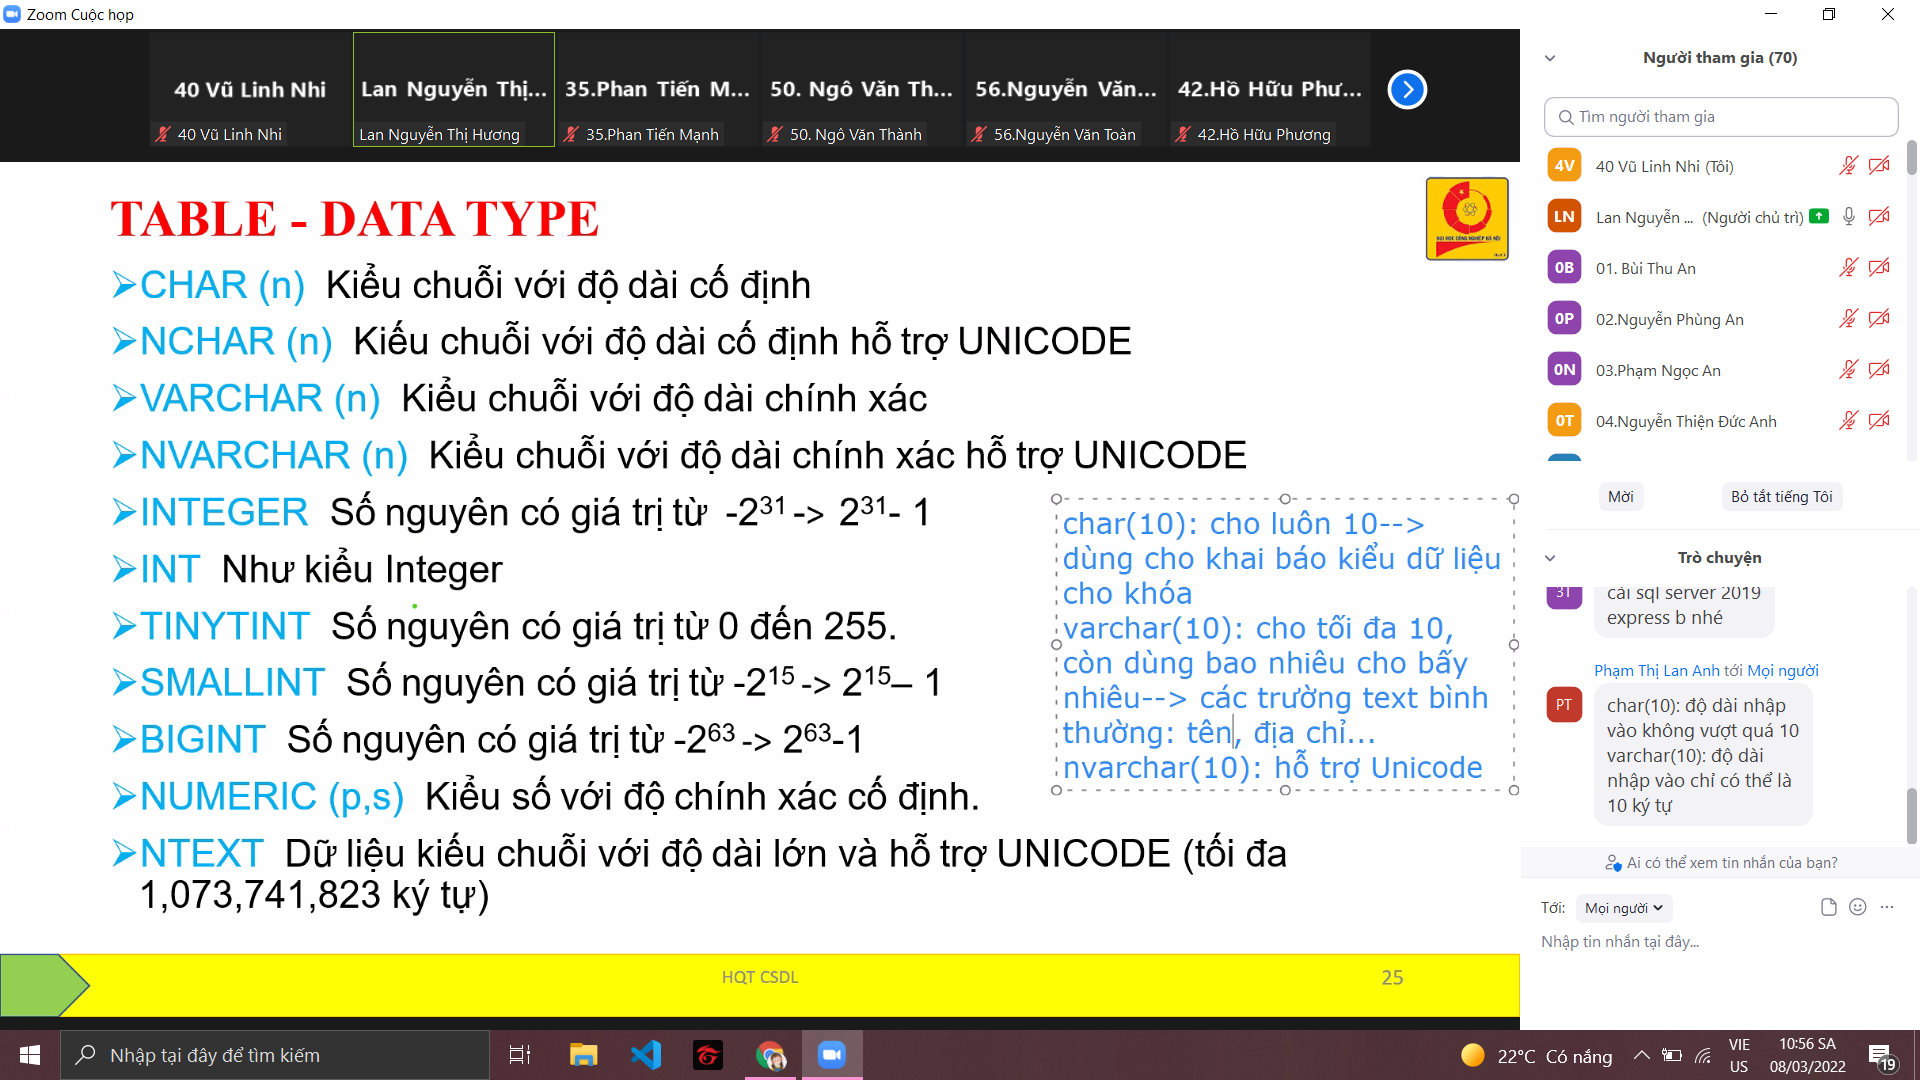 Zoom Cuộc họp
40 Vũ Linh Nhi
Lan Nguyễn Thị...
35.Phan Tiến M...
50. Ngô Văn Th...
56.Nguyễn Văn...
42.Hồ Hữu Phư...
40 Vũ Linh Nhi
Lan Nguyễn Thị Hương
35.Phan Tiến Mạnh
50. Ngô Văn Thành
56.Nguyễn Văn Toàn
42.Hồ Hữu Phương
TABLE - DATA TYPE
ĐẠI HỌC CÔNG NGHIỆP HÀ NỘI
➢CHAR (n) Kiểu chuỗi với độ dài cố định
➢NCHAR (n) Kiểu chuỗi với độ dài cố định hỗ trợ UNICODE
➢VARCHAR (n) Kiểu chuỗi với độ dài chính xác
➢NVARCHAR (n) Kiểu chuỗi với độ dài chính xác hỗ trợ UNICODE
➢INTEGER Số nguyên có giá trị từ -2³¹ -> 2³¹- 1
➢INT Như kiểu Integer
➢TINYTINT Số nguyên có giá trị từ 0 đến 255.
➢SMALLINT Số nguyên có giá trị từ -2¹⁵ -> 2¹⁵– 1
➢BIGINT Số nguyên có giá trị từ -2⁶³ -> 2⁶³-1
➢NUMERIC (p,s) Kiểu số với độ chính xác cố định.
➢NTEXT Dữ liệu kiểu chuỗi với độ dài lớn và hỗ trợ UNICODE (tối đa
1,073,741,823 ký tự)
char(10): cho luôn 10-->
dùng cho khai báo kiểu dữ liệu
cho khóa
varchar(10): cho tối đa 10,
còn dùng bao nhiêu cho bấy
nhiêu--> các trường text bình
thường: tên, địa chỉ...
nvarchar(10): hỗ trợ Unicode
HQT CSDL
25
Người tham gia (70)
Tìm người tham gia
4V 40 Vũ Linh Nhi (Tôi)
LN Lan Nguyễn ... (Người chủ trì)
0B 01. Bùi Thu An
0P 02.Nguyễn Phùng An
0N 03.Phạm Ngọc An
0T 04.Nguyễn Thiện Đức Anh
Mời
Bỏ tắt tiếng Tôi
Trò chuyện
3T
cài sql server 2019
express b nhé
Phạm Thị Lan Anh tới Mọi người
PT
char(10): độ dài nhập
vào không vượt quá 10
varchar(10): độ dài
nhập vào chỉ có thể là
10 ký tự
Ai có thể xem tin nhắn của bạn?
Tới: Mọi người
Nhập tin nhắn tại đây...
Nhập tại đây để tìm kiếm
22°C Có nắng
VIE
US
10:56 SA
08/03/2022
19